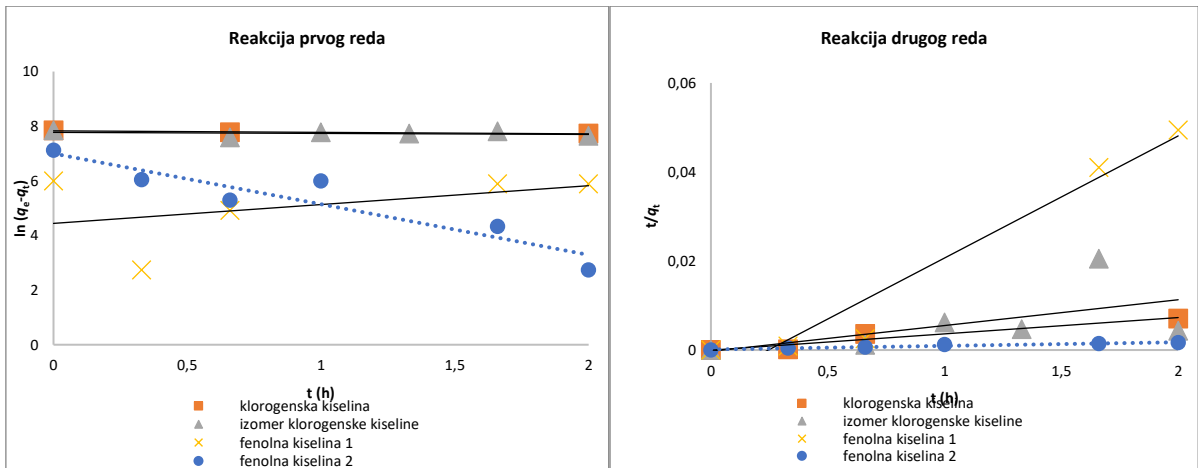 Reakcija prvog reda
ln (qe-qt)
10
8
6
4
2
0
0
0,5
1
1,5
2
t (h)
klorogenska kiselina
izomer klorogenske kiseline
fenolna kiselina 1
fenolna kiselina 2
Reakcija drugog reda
t/qt
0,06
0,04
0,02
0
0
0,5
1
1,5
2
t (h)
klorogenska kiselina
izomer klorogenske kiseline
fenolna kiselina 1
fenolna kiselina 2